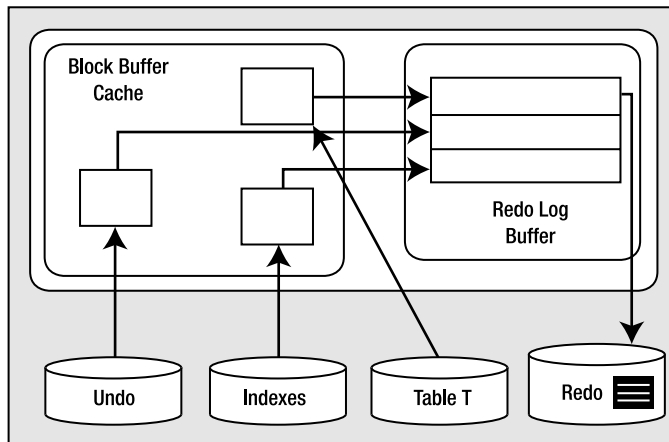 Block Buffer
Cache
Redo Log
Buffer
Undo
Indexes
Table T
Redo